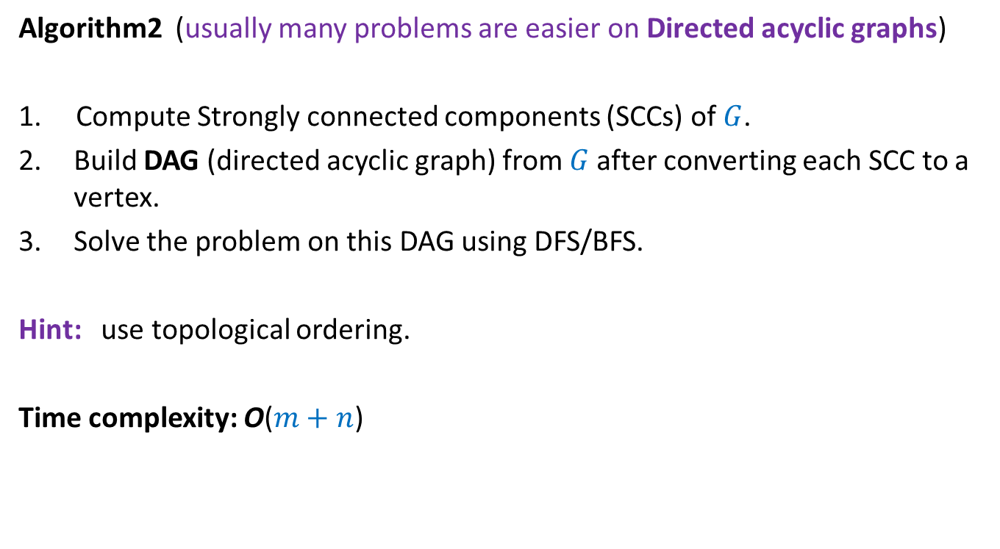 Algorithm2 (usually many problems are easier on Directed acyclic graphs)
1. Compute Strongly connected components (SCCs) of G.
2. Build DAG (directed acyclic graph) from G after converting each SCC to a
vertex.
3. Solve the problem on this DAG using DFS/BFS.
Hint: use topological ordering.
Time complexity: O(m + n)